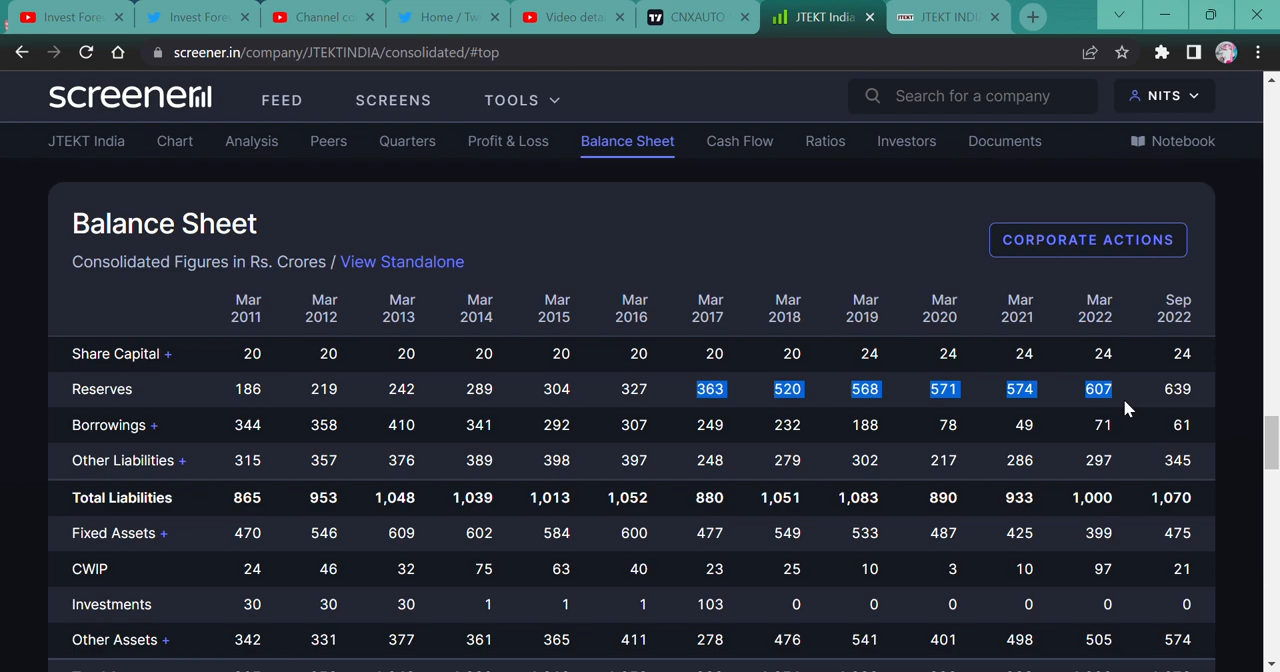 Invest Fore
Invest Fore
Channel co
Home / Tw
Video deta
CNXAUTO
JTEKT India
JTEKT INDI
screener.in/company/JTEKTINDIA/consolidated/#top
screener
FEED
SCREENS
TOOLS
Search for a company
NITS
JTEKT India
Chart
Analysis
Peers
Quarters
Profit & Loss
Balance Sheet
Cash Flow
Ratios
Investors
Documents
Notebook
Balance Sheet
CORPORATE ACTIONS
Consolidated Figures in Rs. Crores / View Standalone
Mar 2011 Mar 2012 Mar 2013 Mar 2014 Mar 2015 Mar 2016 Mar 2017 Mar 2018 Mar 2019 Mar 2020 Mar 2021 Mar 2022 Sep 2022
Share Capital + 20 20 20 20 20 20 20 20 24 24 24 24 24
Reserves 186 219 242 289 304 327 363 520 568 571 574 607 639
Borrowings + 344 358 410 341 292 307 249 232 188 78 49 71 61
Other Liabilities + 315 357 376 389 398 397 248 279 302 217 286 297 345
Total Liabilities 865 953 1,048 1,039 1,013 1,052 880 1,051 1,083 890 933 1,000 1,070
Fixed Assets + 470 546 609 602 584 600 477 549 533 487 425 399 475
CWIP 24 46 32 75 63 40 23 25 10 3 10 97 21
Investments 30 30 30 1 1 1 103 0 0 0 0 0 0
Other Assets + 342 331 377 361 365 411 278 476 541 401 498 505 574